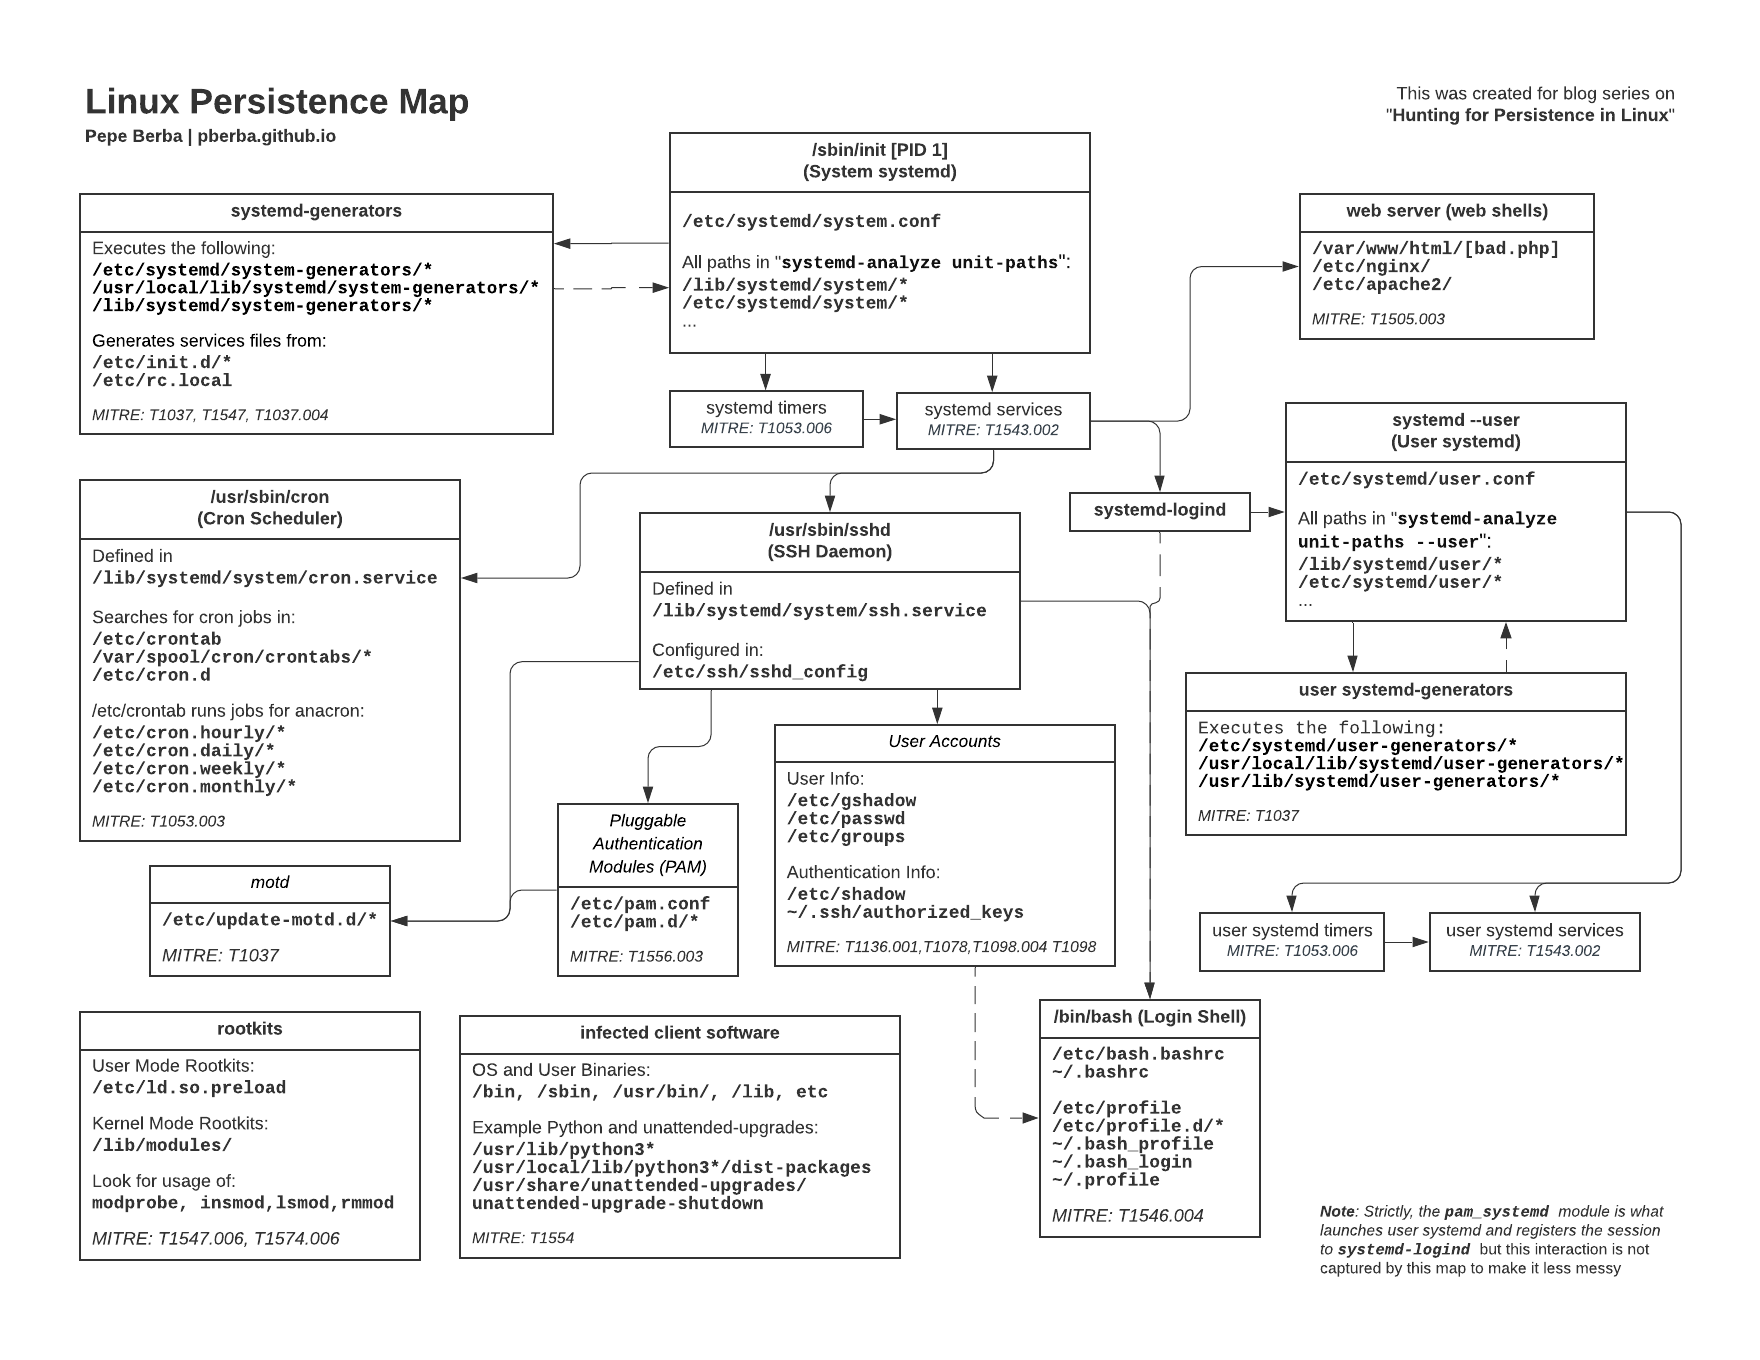 Linux Persistence Map
Pepe Berba | pberba.github.io
This was created for blog series on
"Hunting for Persistence in Linux"
/sbin/init [PID 1]
(System systemd)
/etc/systemd/system.conf
All paths in "systemd-analyze unit-paths":
/lib/systemd/system/*
/etc/systemd/system/*
...
systemd-generators
Executes the following:
/etc/systemd/system-generators/*
/usr/local/lib/systemd/system-generators/*
/lib/systemd/system-generators/*
Generates services files from:
/etc/init.d/*
/etc/rc.local
MITRE: T1037, T1547, T1037.004
web server (web shells)
/var/www/html/[bad.php]
/etc/nginx/
/etc/apache2/
MITRE: T1505.003
systemd timers
MITRE: T1053.006
systemd services
MITRE: T1543.002
systemd --user
(User systemd)
/etc/systemd/user.conf
All paths in "systemd-analyze
unit-paths --user":
/lib/systemd/user/*
/etc/systemd/user/*
...
/usr/sbin/cron
(Cron Scheduler)
Defined in
/lib/systemd/system/cron.service
Searches for cron jobs in:
/etc/crontab
/var/spool/cron/crontabs/*
/etc/cron.d
/etc/crontab runs jobs for anacron:
/etc/cron.hourly/*
/etc/cron.daily/*
/etc/cron.weekly/*
/etc/cron.monthly/*
MITRE: T1053.003
/usr/sbin/sshd
(SSH Daemon)
Defined in
/lib/systemd/system/ssh.service
Configured in:
/etc/ssh/sshd_config
systemd-logind
user systemd-generators
Executes the following:
/etc/systemd/user-generators/*
/usr/local/lib/systemd/user-generators/*
/usr/lib/systemd/user-generators/*
MITRE: T1037
User Accounts
User Info:
/etc/gshadow
/etc/passwd
/etc/groups
Authentication Info:
/etc/shadow
~/.ssh/authorized_keys
MITRE: T1136.001,T1078,T1098.004 T1098
Pluggable
Authentication
Modules (PAM)
/etc/pam.conf
/etc/pam.d/*
MITRE: T1556.003
motd
/etc/update-motd.d/*
MITRE: T1037
user systemd timers
MITRE: T1053.006
user systemd services
MITRE: T1543.002
rootkits
User Mode Rootkits:
/etc/ld.so.preload
Kernel Mode Rootkits:
/lib/modules/
Look for usage of:
modprobe, insmod,lsmod,rmmod
MITRE: T1547.006, T1574.006
infected client software
OS and User Binaries:
/bin, /sbin, /usr/bin/, /lib, etc
Example Python and unattended-upgrades:
/usr/lib/python3*
/usr/local/lib/python3*/dist-packages
/usr/share/unattended-upgrades/
unattended-upgrade-shutdown
MITRE: T1554
/bin/bash (Login Shell)
/etc/bash.bashrc
~/.bashrc
/etc/profile
/etc/profile.d/*
~/.bash_profile
~/.bash_login
~/.profile
MITRE: T1546.004
Note: Strictly, the pam_systemd module is what
launches user systemd and registers the session
to systemd-logind but this interaction is not
captured by this map to make it less messy